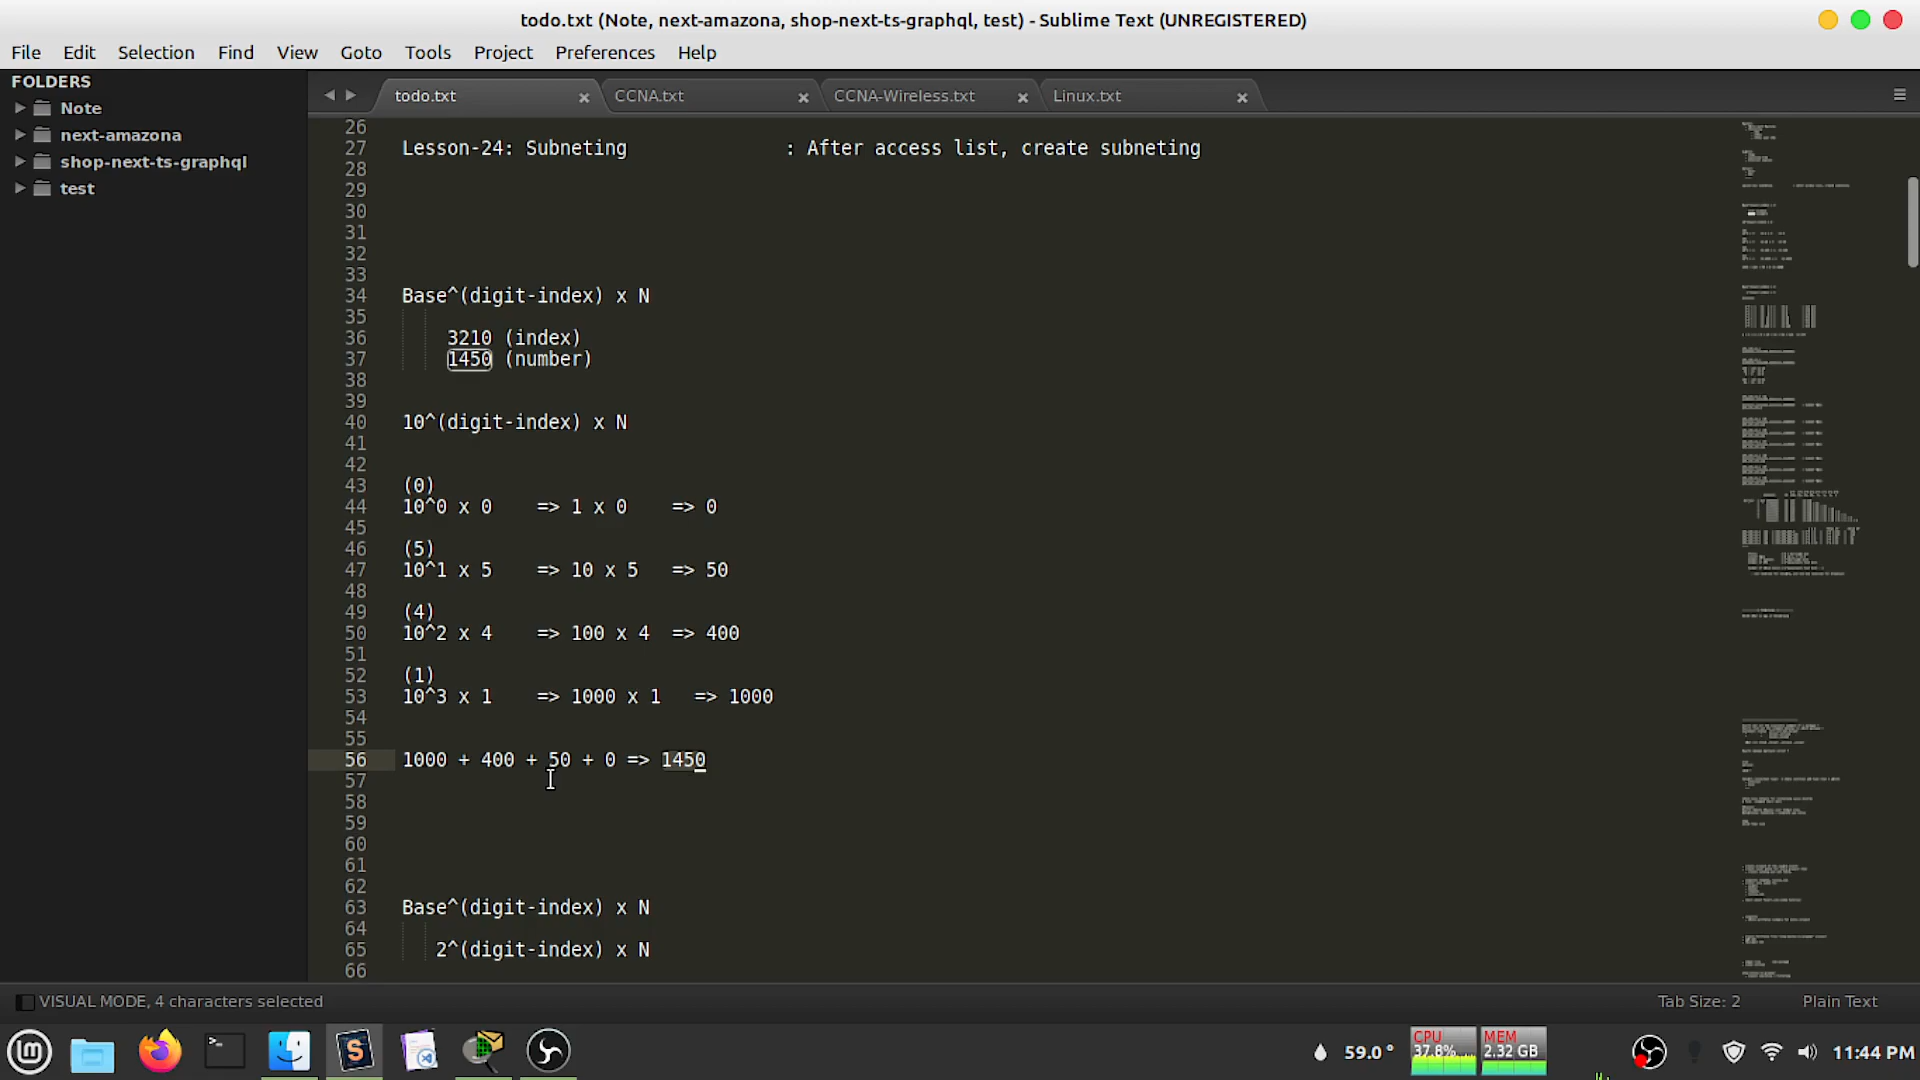 todo.txt (Note, next-amazona, shop-next-ts-graphql, test) - Sublime Text (UNREGISTERED)
File Edit Selection Find View Goto Tools Project Preferences Help
FOLDERS
Note
next-amazona
shop-next-ts-graphql
test
todo.txt CCNA.txt CCNA-Wireless.txt Linux.txt
26
27 Lesson-24: Subneting : After access list, create subneting
28
29
30
31
32
33
34 Base^(digit-index) x N
35
36 3210 (index)
37 1450 (number)
38
39
40 10^(digit-index) x N
41
42
43 (0)
44 10^0 x 0 => 1 x 0 => 0
45
46 (5)
47 10^1 x 5 => 10 x 5 => 50
48
49 (4)
50 10^2 x 4 => 100 x 4 => 400
51
52 (1)
53 10^3 x 1 => 1000 x 1 => 1000
54
55
56 1000 + 400 + 50 + 0 => 1450
57
58
59
60
61
62
63 Base^(digit-index) x N
64
65 2^(digit-index) x N
66
VISUAL MODE, 4 characters selected Tab Size: 2 Plain Text
59.0 ° CPU 37.8% MEM 2.32 GB 11:44 PM